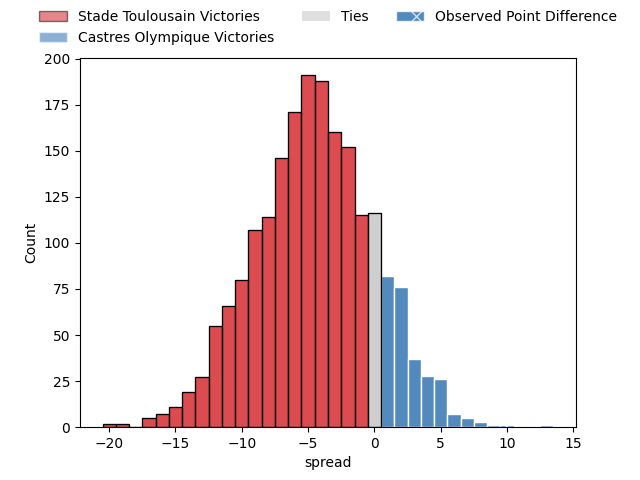 Stade Toulousain Victories
Castres Olympique Victories
Ties
Observed Point Difference
200
175
150
125
100
75
50
25
0
Count
−20 −15 −10 −5 0 5 10 15
spread